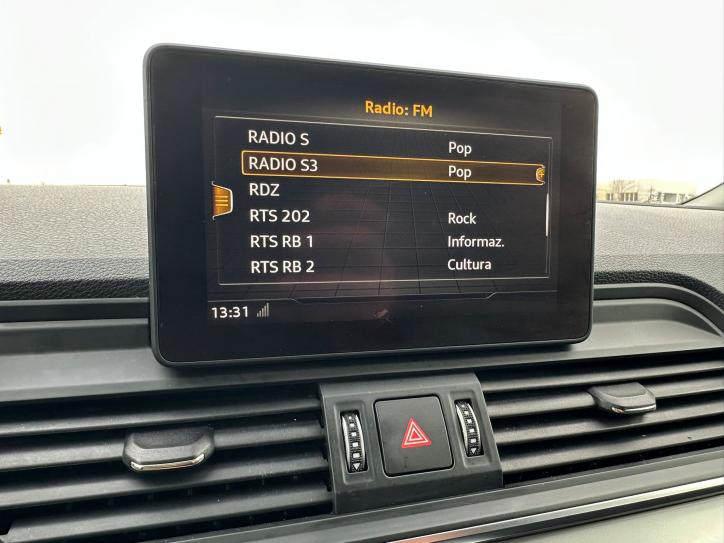 Radio: FM
RADIO S Pop
RADIO S3 Pop
RDZ
RTS 202 Rock
RTS RB 1 Informaz.
RTS RB 2 Cultura
13:31